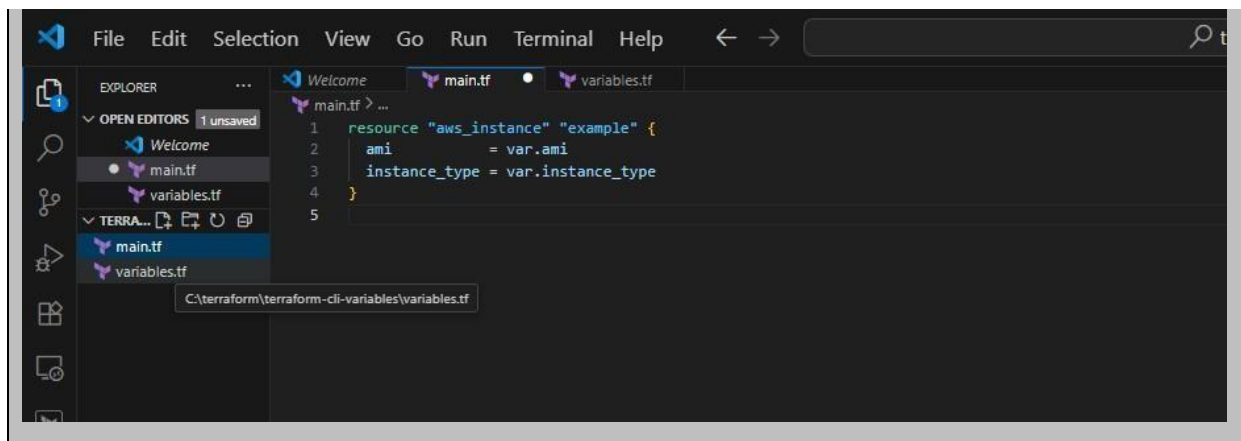 File Edit Selection View Go Run Terminal Help
t
EXPLORER ...
Welcome main.tf variables.tf
main.tf > ...
OPEN EDITORS 1 unsaved
Welcome
main.tf
variables.tf
TERRA...
main.tf
variables.tf
1 resource "aws_instance" "example" {
2 ami = var.ami
3 instance_type = var.instance_type
4 }
5
C:\terraform\terraform-cli-variables\variables.tf
1